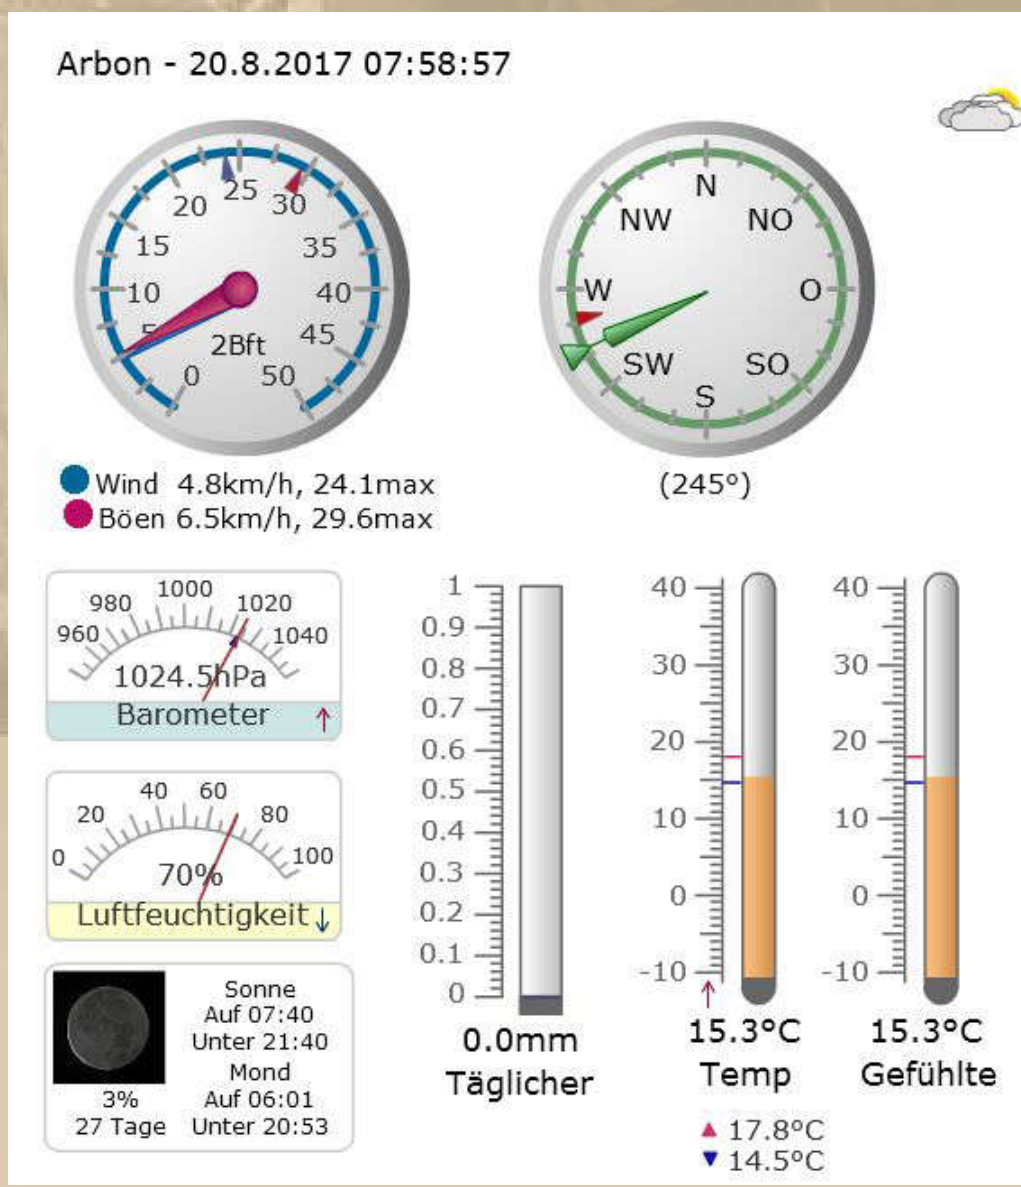 Arbon - 20.8.2017 07:58:57
0 5 10 15 20 25 30 35 40 45 50
2Bft
N NO O SO S SW W NW
Wind 4.8km/h, 24.1max
Böen 6.5km/h, 29.6max
(245°)
960 980 1000 1020 1040
1024.5hPa
Barometer
0 20 40 60 80 100
70%
Luftfeuchtigkeit
3%
27 Tage
Sonne
Auf 07:40
Unter 21:40
Mond
Auf 06:01
Unter 20:53
1
0.9
0.8
0.7
0.6
0.5
0.4
0.3
0.2
0.1
0
0.0mm
Täglicher
40
30
20
10
0
-10
15.3°C
Temp
17.8°C
14.5°C
40
30
20
10
0
-10
15.3°C
Gefühlte